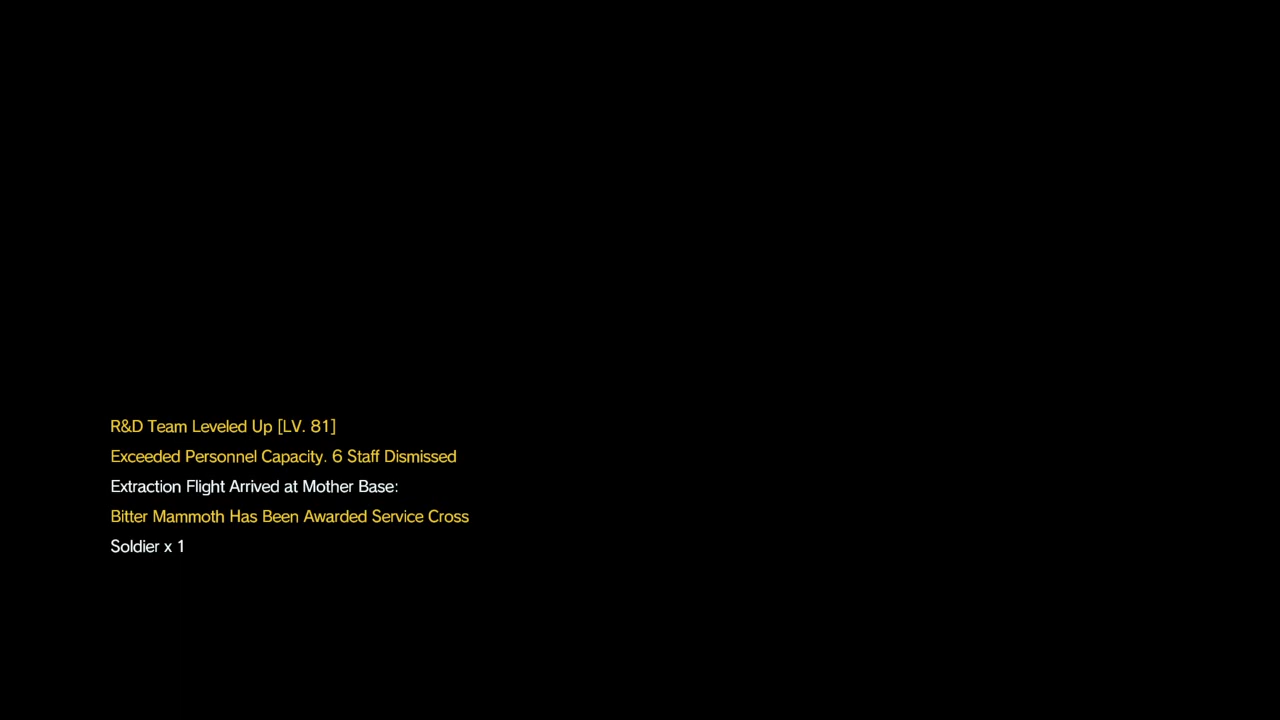 R&D Team Leveled Up [LV. 81]
Exceeded Personnel Capacity. 6 Staff Dismissed
Extraction Flight Arrived at Mother Base:
Bitter Mammoth Has Been Awarded Service Cross
Soldier x 1